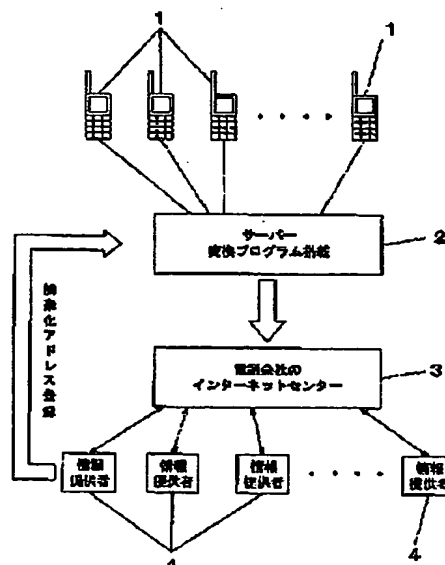 1
1
サーバー
変換プログラム搭載
2
電話会社の
インターネットセンター
3
簡素化アドレス登録
情報
提供者
情報
提供者
情報
提供者
情報
提供者
4
4